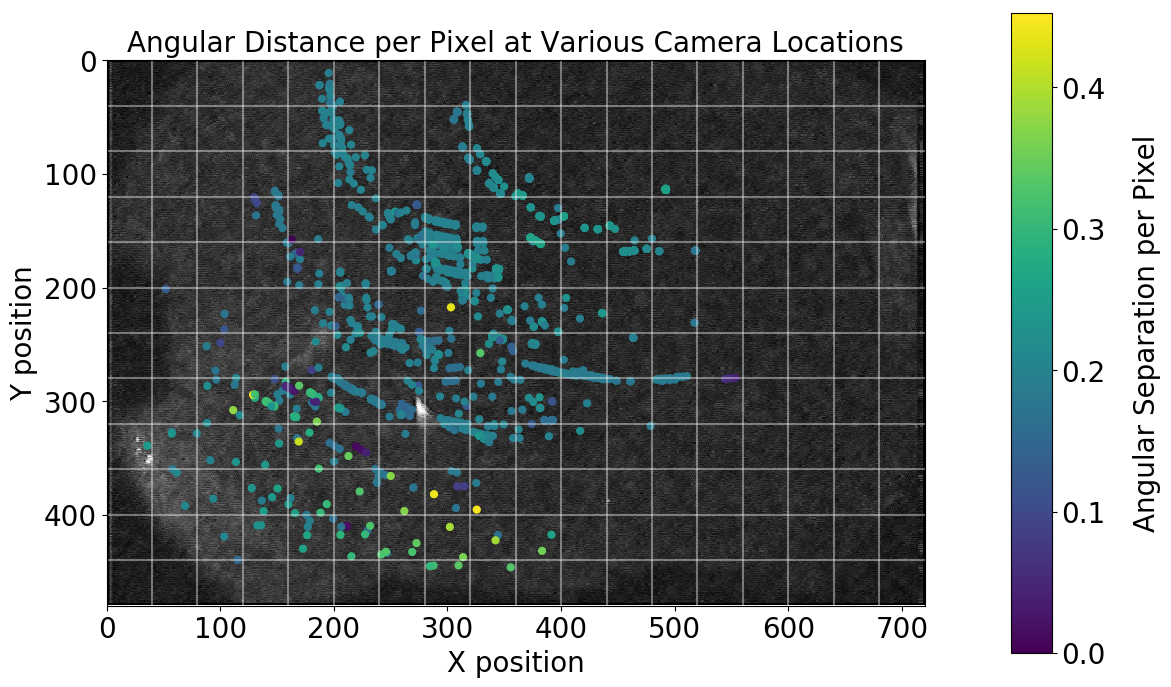 Angular Distance per Pixel at Various Camera Locations
0
100
200
300
400
Y position
0 100 200 300 400 500 600 700
X position
0.4
0.3
0.2
0.1
0.0
Angular Separation per Pixel